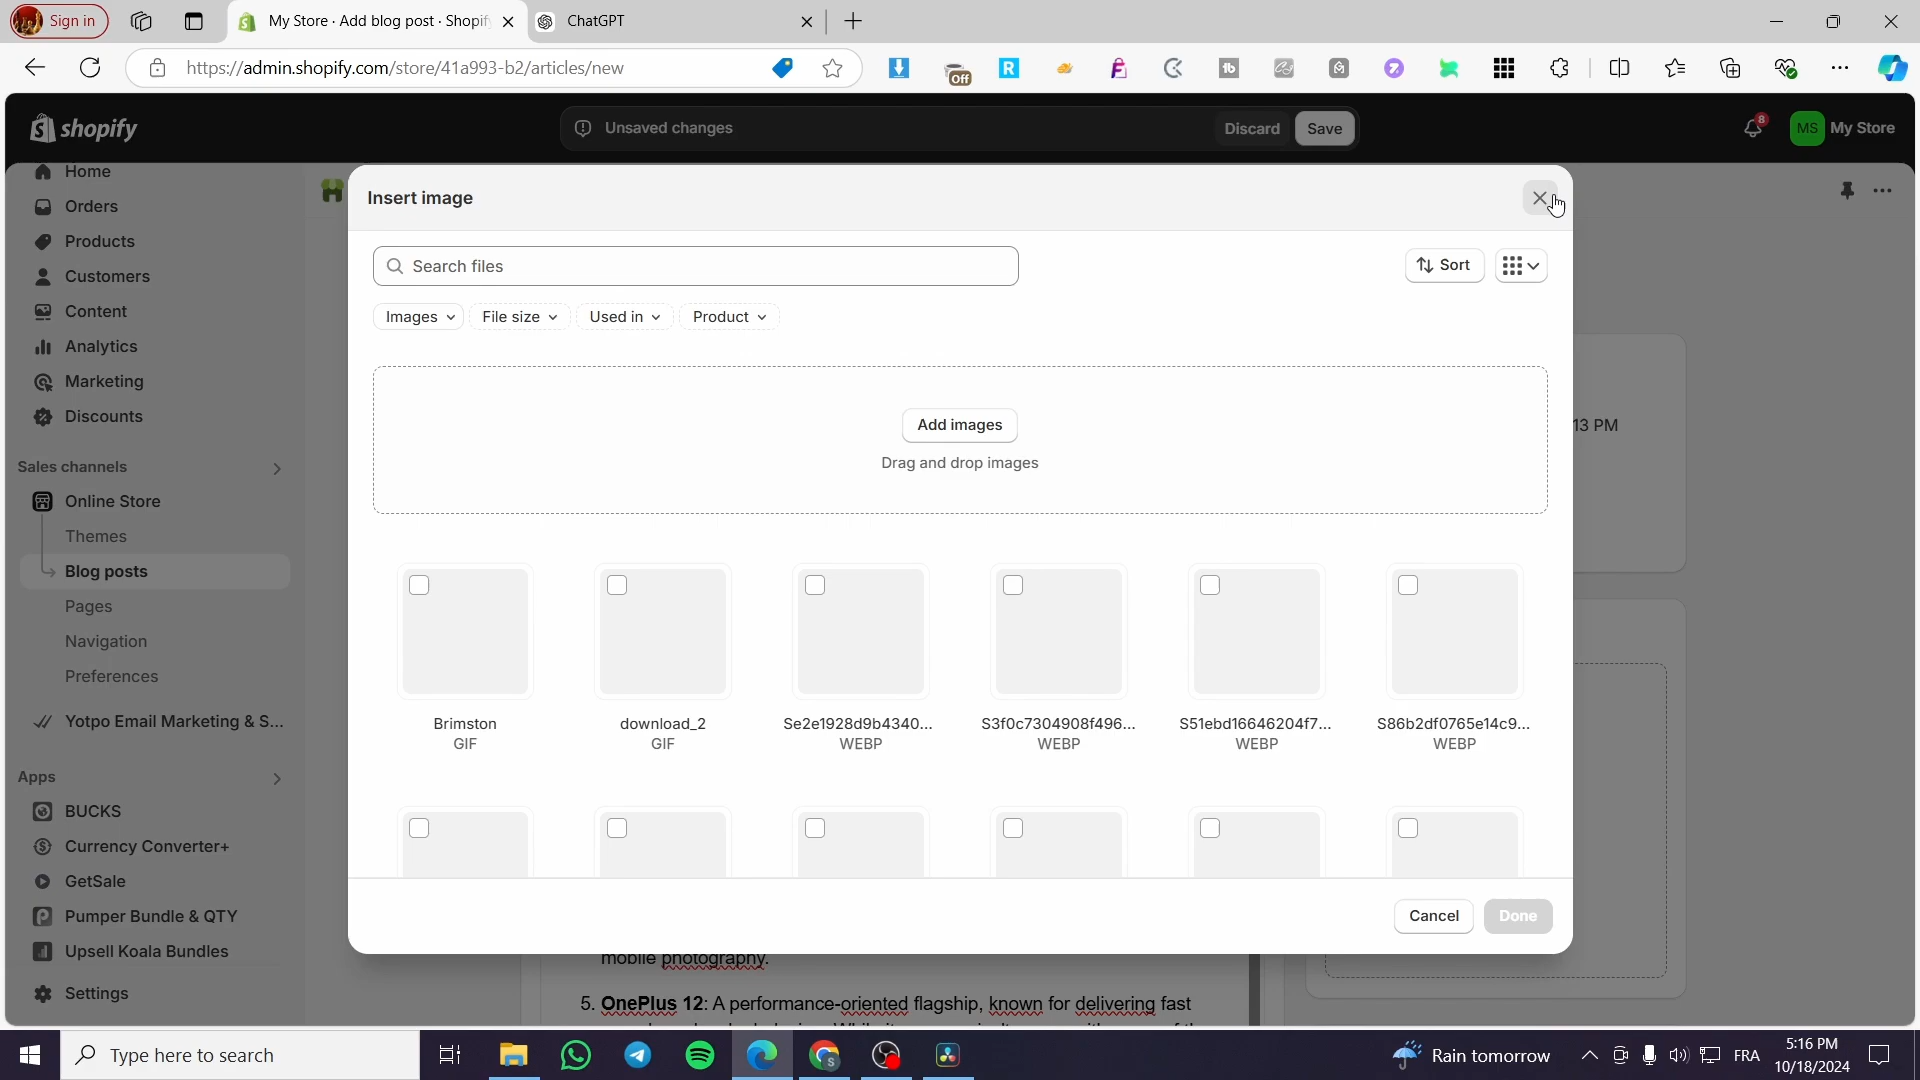 Sign in
My Store · Add blog post · Shopify
ChatGPT
https://admin.shopify.com/store/41a993-b2/articles/new
Off
shopify
Unsaved changes
Discard
Save
8
MS
My Store
Home
Orders
Products
Customers
Content
Analytics
Marketing
Discounts
Sales channels
Online Store
Themes
Blog posts
Pages
Navigation
Preferences
Yotpo Email Marketing & S...
Apps
BUCKS
Currency Converter+
GetSale
Pumper Bundle & QTY
Upsell Koala Bundles
Settings
Insert image
Search files
Sort
Images
File size
Used in
Product
Add images
Drag and drop images
13 PM
Brimston
GIF
download_2
GIF
Se2e1928d9b4340...
WEBP
S3f0c7304908f496...
WEBP
S51ebd16646204f7...
WEBP
S86b2df0765e14c9...
WEBP
Cancel
Done
mobile photography.
5. OnePlus 12: A performance-oriented flagship, known for delivering fast
Type here to search
Rain tomorrow
FRA
5:16 PM
10/18/2024